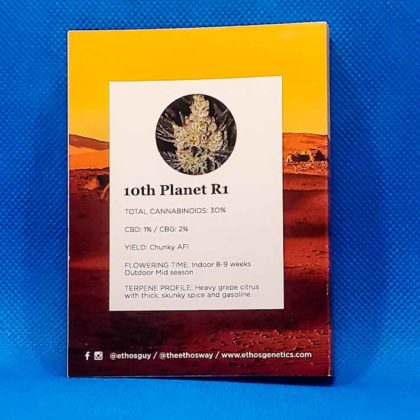 10th Planet R1
TOTAL CANNABINOIDS: 30%
CBD: 1% / CBG: 2%
YIELD: Chunky AF!
FLOWERING TIME: Indoor 8-9 weeks
Outdoor Mid season
TERPENE PROFILE: Heavy grape citrus
with thick, skunky spice and gasoline.
@ethosguy / @theethosway / www.ethosgenetics.com